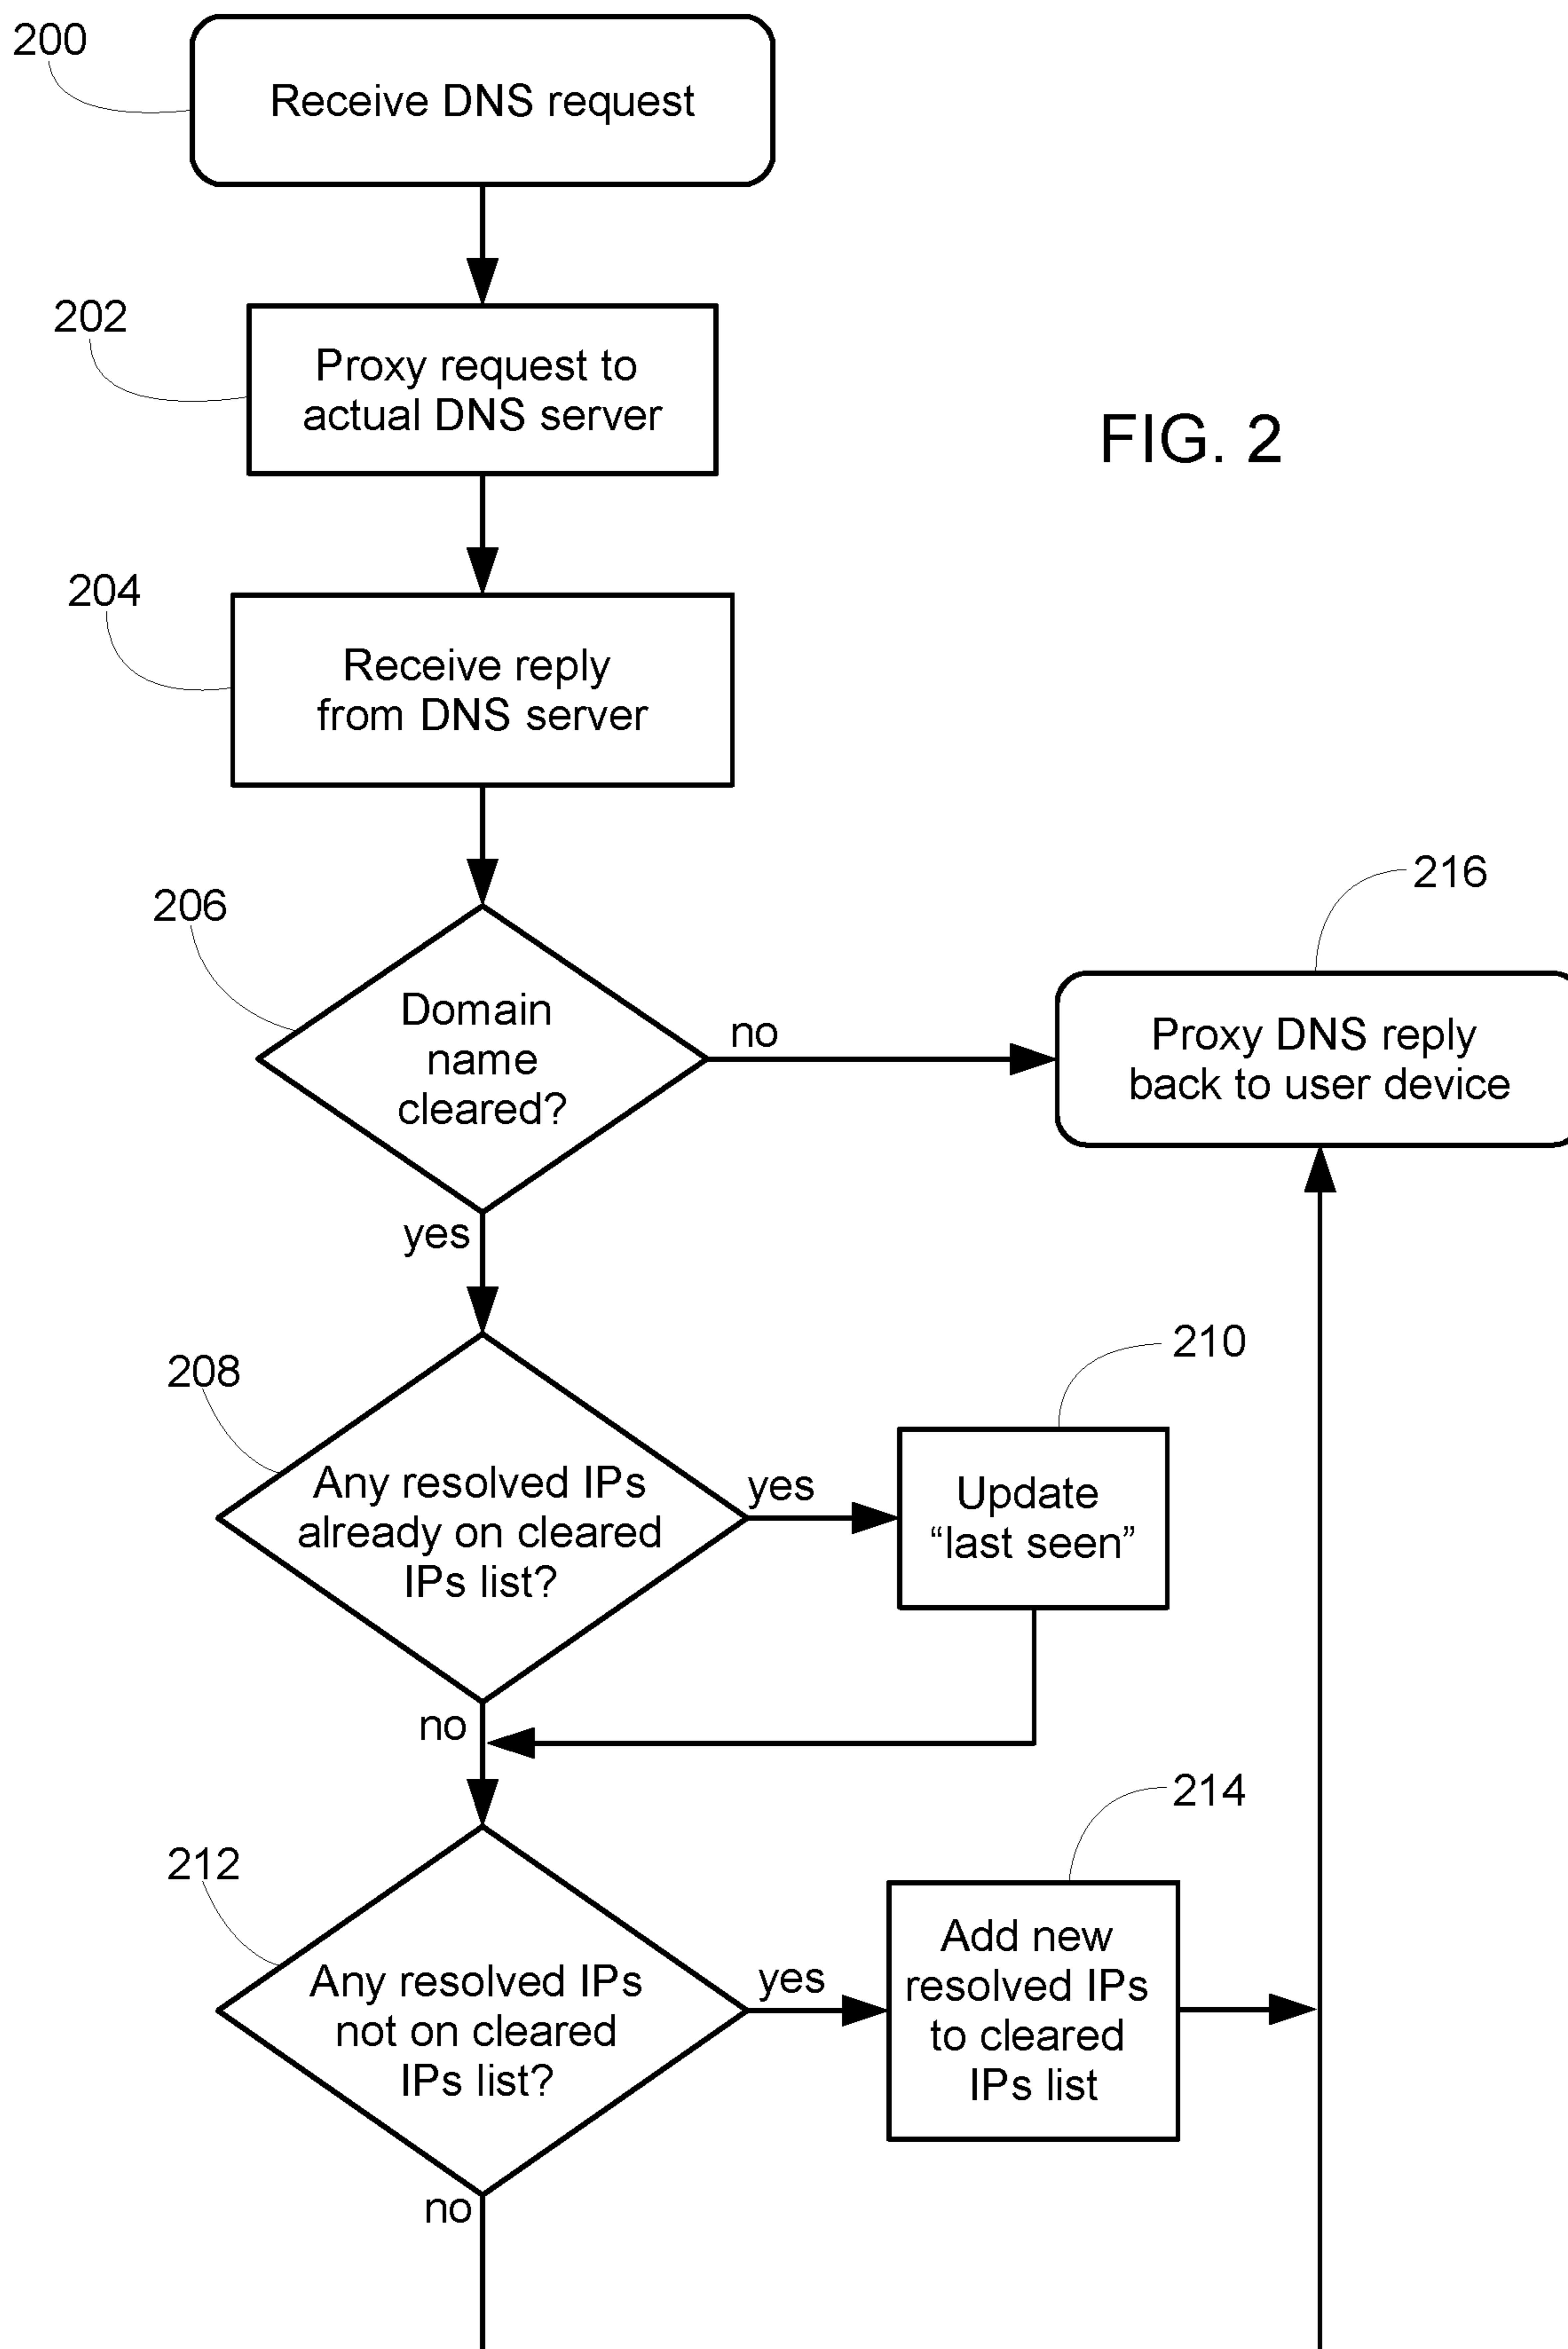 200
Receive DNS request
202
Proxy request to
actual DNS server
FIG. 2
204
Receive reply
from DNS server
206
Domain
name
cleared?
no
216
Proxy DNS reply
back to user device
yes
208
Any resolved IPs
already on cleared
IPs list?
yes
210
Update
“last seen”
no
212
Any resolved IPs
not on cleared
IPs list?
yes
214
Add new
resolved IPs
to cleared
IPs list
no